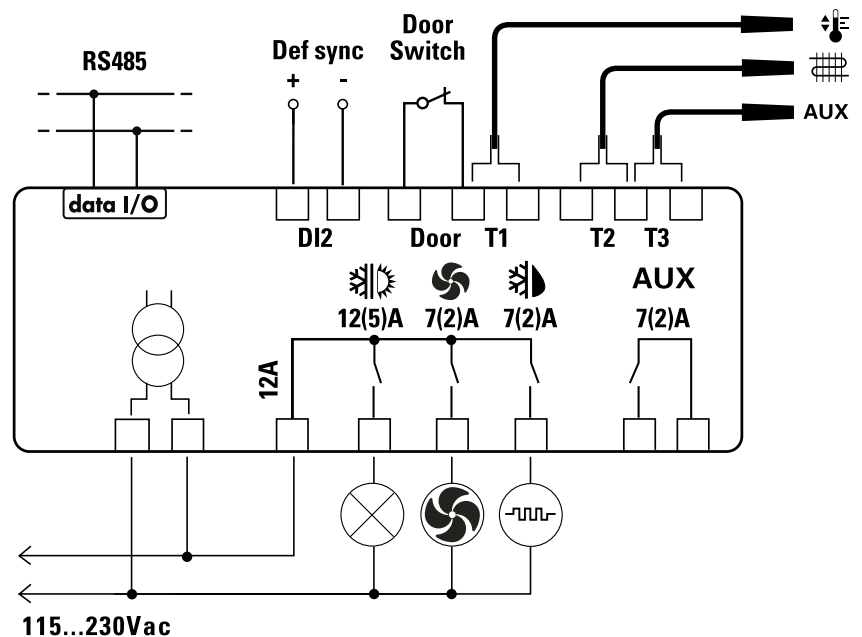 RS485
Def sync
+ -
Door
Switch
AUX
data I/O
DI2
Door
T1
T2
T3
AUX
12(5)A
7(2)A
7(2)A
7(2)A
12A
115...230Vac